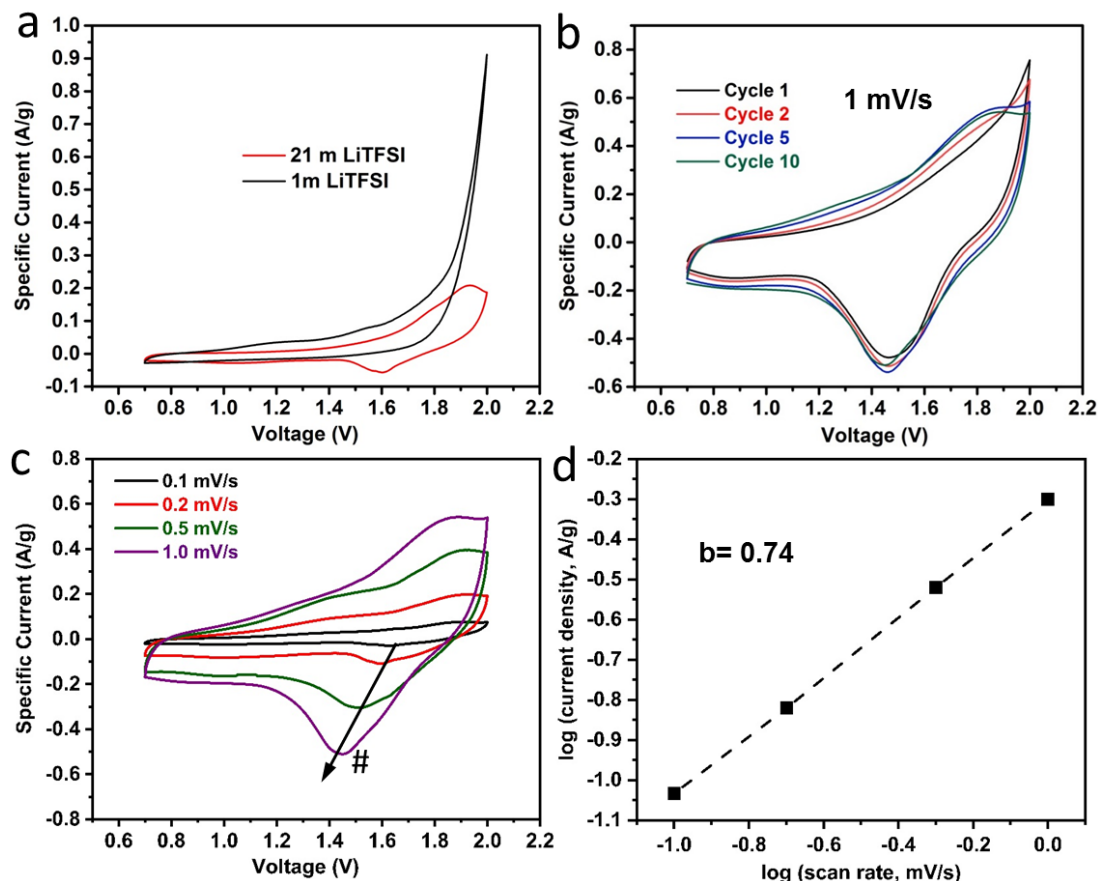 a
1.0
0.9
0.8
0.7
0.6
0.5
0.4
0.3
0.2
0.1
0.0
-0.1
Specific Current (A/g)
21 m LiTFSI
1m LiTFSI
0.6 0.8 1.0 1.2 1.4 1.6 1.8 2.0 2.2
Voltage (V)
b
0.8
0.6
0.4
0.2
0.0
-0.2
-0.4
-0.6
Specific Current (A/g)
Cycle 1
Cycle 2
Cycle 5
Cycle 10
1 mV/s
0.6 0.8 1.0 1.2 1.4 1.6 1.8 2.0 2.2
Voltage (V)
c
0.8
0.6
0.4
0.2
0.0
-0.2
-0.4
-0.6
-0.8
Specific Current (A/g)
0.1 mV/s
0.2 mV/s
0.5 mV/s
1.0 mV/s
#
0.6 0.8 1.0 1.2 1.4 1.6 1.8 2.0 2.2
Voltage (V)
d
-0.2
-0.3
-0.4
-0.5
-0.6
-0.7
-0.8
-0.9
-1.0
-1.1
log (current density, A/g)
b= 0.74
-1.0 -0.8 -0.6 -0.4 -0.2 0.0
log (scan rate, mV/s)